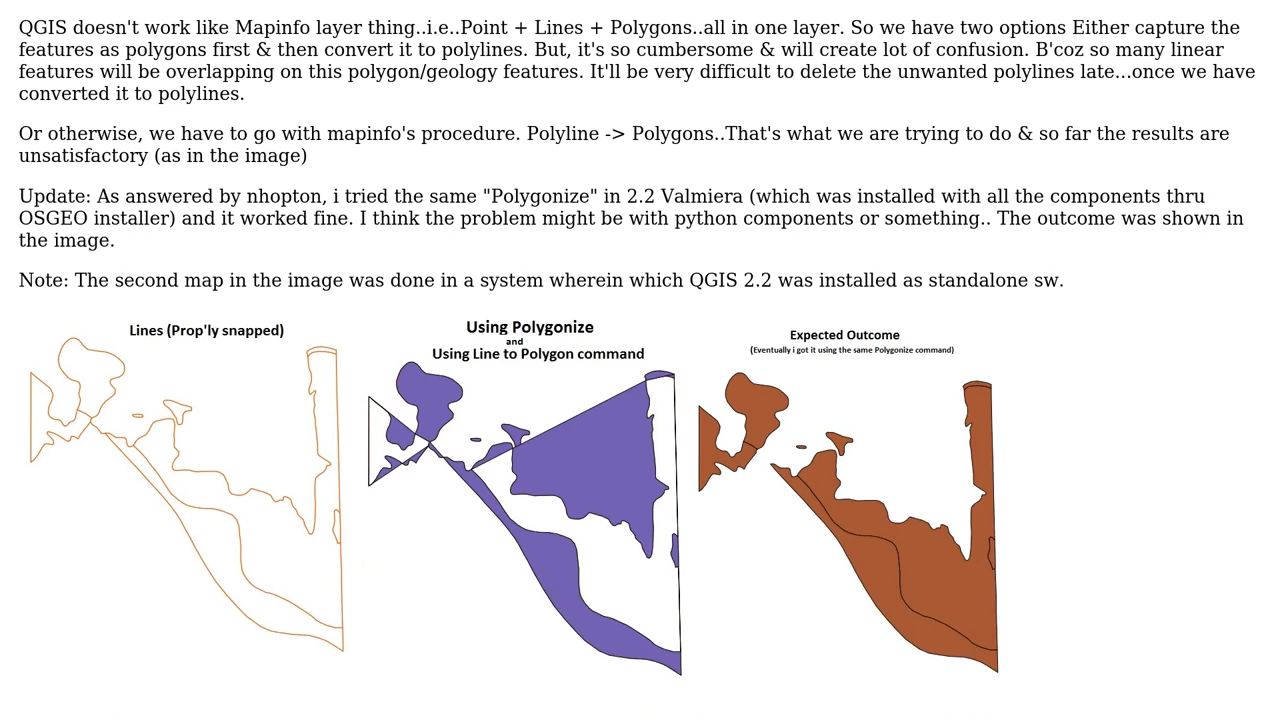 QGIS doesn't work like Mapinfo layer thing..i.e..Point + Lines + Polygons..all in one layer. So we have two options Either capture the
features as polygons first & then convert it to polylines. But, it's so cumbersome & will create lot of confusion. B'coz so many linear
features will be overlapping on this polygon/geology features. It'll be very difficult to delete the unwanted polylines late...once we have
converted it to polylines.
Or otherwise, we have to go with mapinfo's procedure. Polyline -> Polygons..That's what we are trying to do & so far the results are
unsatisfactory (as in the image)
Update: As answered by nhopton, i tried the same "Polygonize" in 2.2 Valmiera (which was installed with all the components thru
OSGEO installer) and it worked fine. I think the problem might be with python components or something.. The outcome was shown in
the image.
Note: The second map in the image was done in a system wherein which QGIS 2.2 was installed as standalone sw.
Lines (Prop'ly snapped)
Using Polygonize
and
Using Line to Polygon command
Expected Outcome
(Eventually i got it using the same Polygonize command)